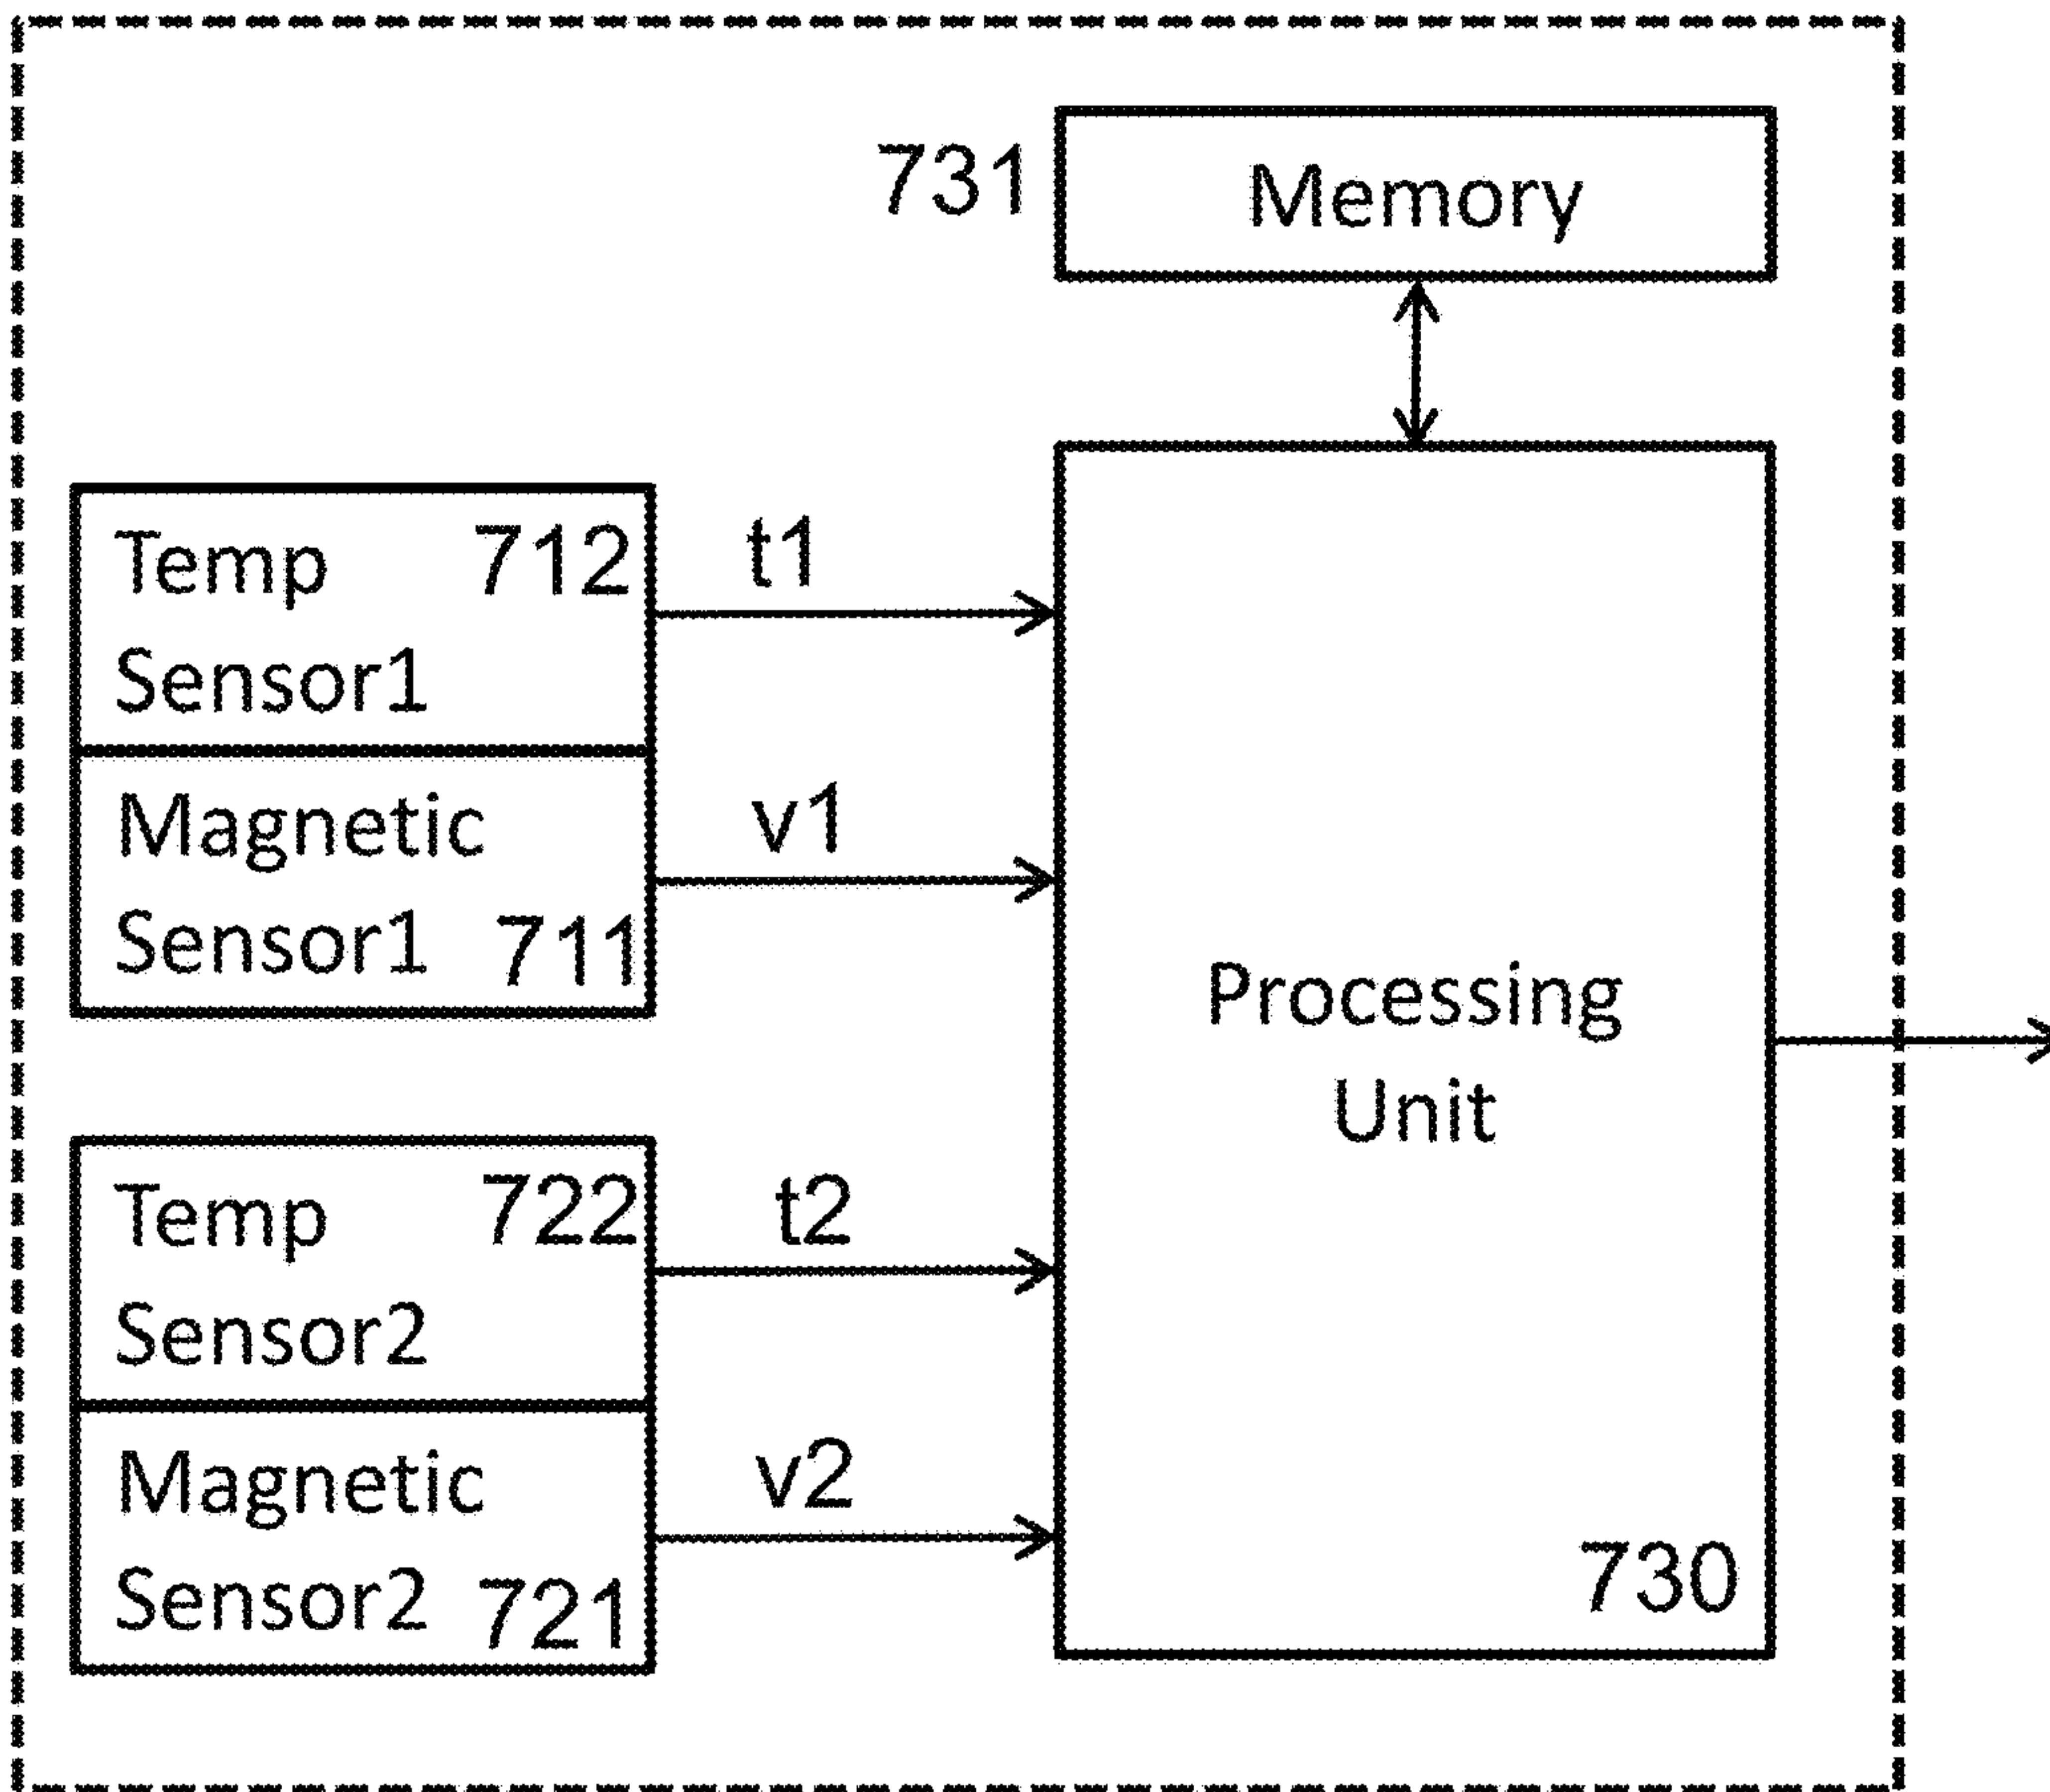 731 Memory
Temp 712
Sensor1
t1
Magnetic
Sensor1 711
v1
Processing
Unit
730
Temp 722
Sensor2
t2
Magnetic
Sensor2 721
v2